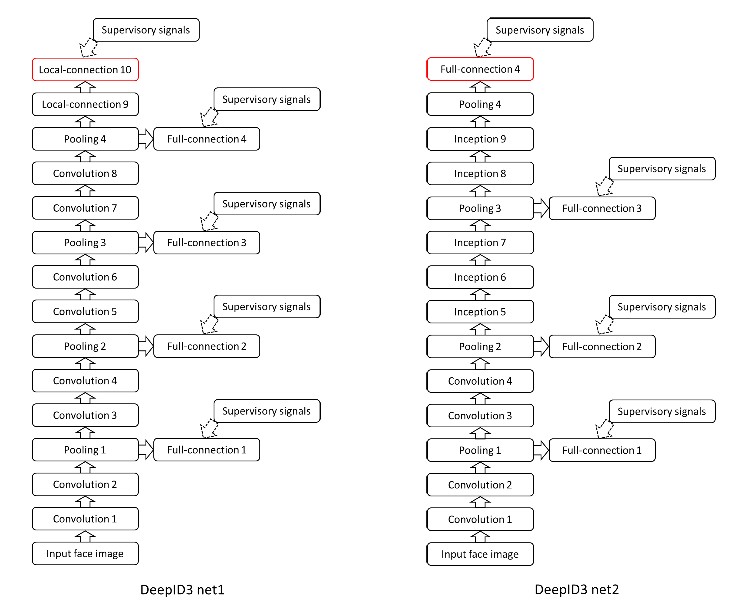 Supervisory signals
Local-connection 10
Local-connection 9
Supervisory signals
Pooling 4
Full-connection 4
Convolution 8
Convolution 7
Supervisory signals
Pooling 3
Full-connection 3
Convolution 6
Convolution 5
Supervisory signals
Pooling 2
Full-connection 2
Convolution 4
Convolution 3
Supervisory signals
Pooling 1
Full-connection 1
Convolution 2
Convolution 1
Input face image
DeepID3 net1
Supervisory signals
Full-connection 4
Pooling 4
Inception 9
Inception 8
Supervisory signals
Pooling 3
Full-connection 3
Inception 7
Inception 6
Inception 5
Supervisory signals
Pooling 2
Full-connection 2
Convolution 4
Convolution 3
Supervisory signals
Pooling 1
Full-connection 1
Convolution 2
Convolution 1
Input face image
DeepID3 net2